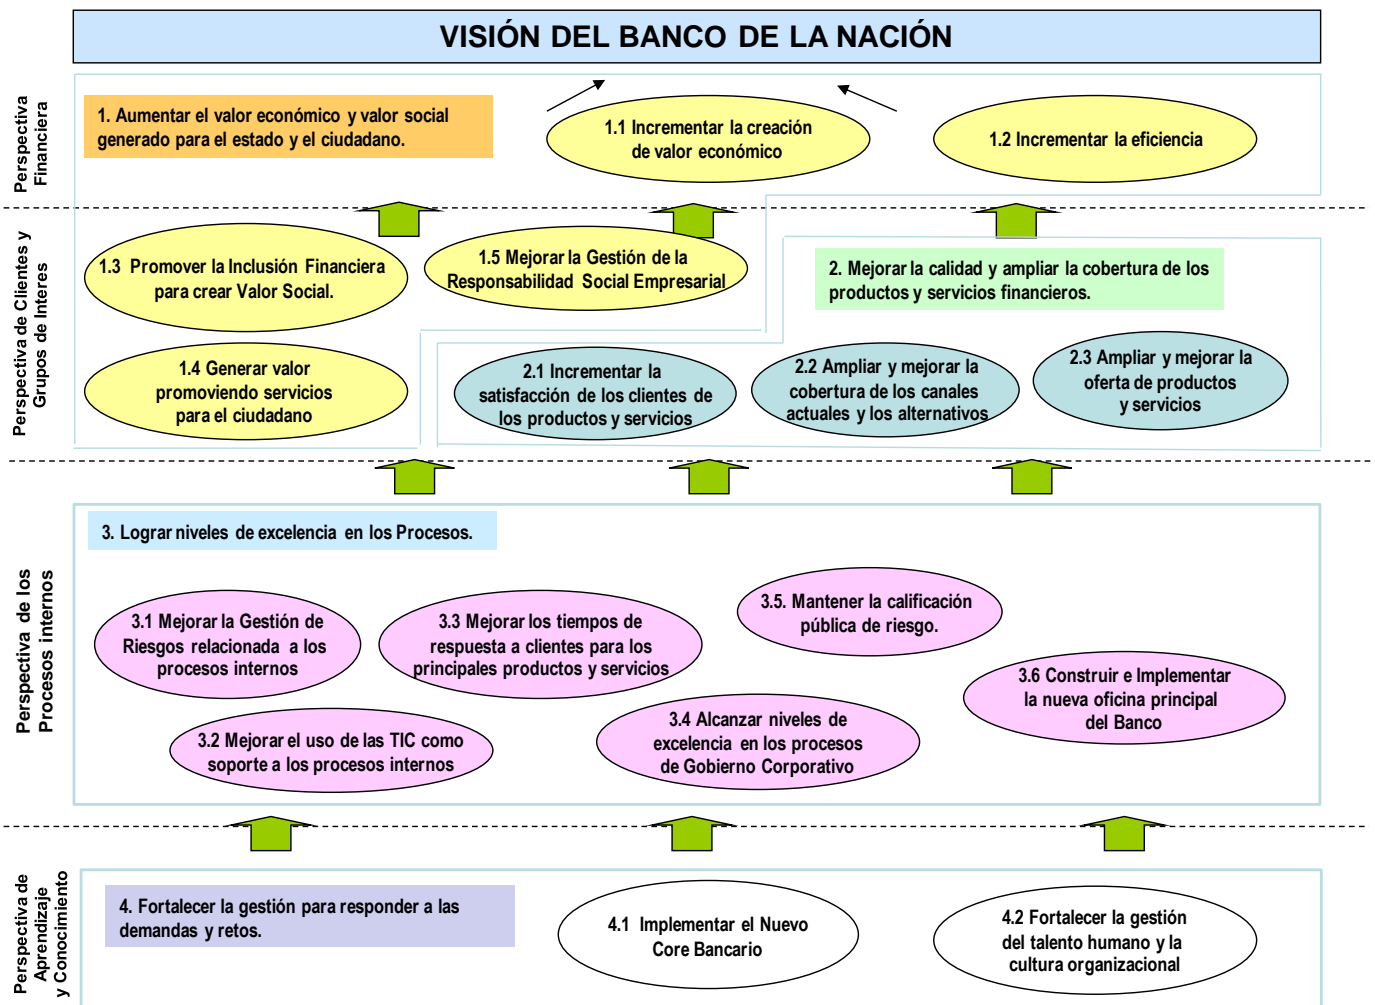 VISIÓN DEL BANCO DE LA NACIÓN
Perspectiva
Financiera
1. Aumentar el valor económico y valor social
generado para el estado y el ciudadano.
1.1 Incrementar la creación
de valor económico
1.2 Incrementar la eficiencia
Perspectiva de Clientes y
Grupos de Interes
1.3 Promover la Inclusión Financiera
para crear Valor Social.
1.5 Mejorar la Gestión de la
Responsabilidad Social Empresarial
2. Mejorar la calidad y ampliar la cobertura de los
productos y servicios financieros.
1.4 Generar valor
promoviendo servicios
para el ciudadano
2.1 Incrementar la
satisfacción de los clientes de
los productos y servicios
2.2 Ampliar y mejorar la
cobertura de los canales
actuales y los alternativos
2.3 Ampliar y mejorar la
oferta de productos
y servicios
Perspectiva de los
Procesos internos
3. Lograr niveles de excelencia en los Procesos.
3.1 Mejorar la Gestión de
Riesgos relacionada a los
procesos internos
3.3 Mejorar los tiempos de
respuesta a clientes para los
principales productos y servicios
3.5. Mantener la calificación
pública de riesgo.
3.6 Construir e Implementar
la nueva oficina principal
del Banco
3.2 Mejorar el uso de las TIC como
soporte a los procesos internos
3.4 Alcanzar niveles de
excelencia en los procesos
de Gobierno Corporativo
Perspectiva de
Aprendizaje
y Conocimiento
4. Fortalecer la gestión para responder a las
demandas y retos.
4.1 Implementar el Nuevo
Core Bancario
4.2 Fortalecer la gestión
del talento humano y la
cultura organizacional